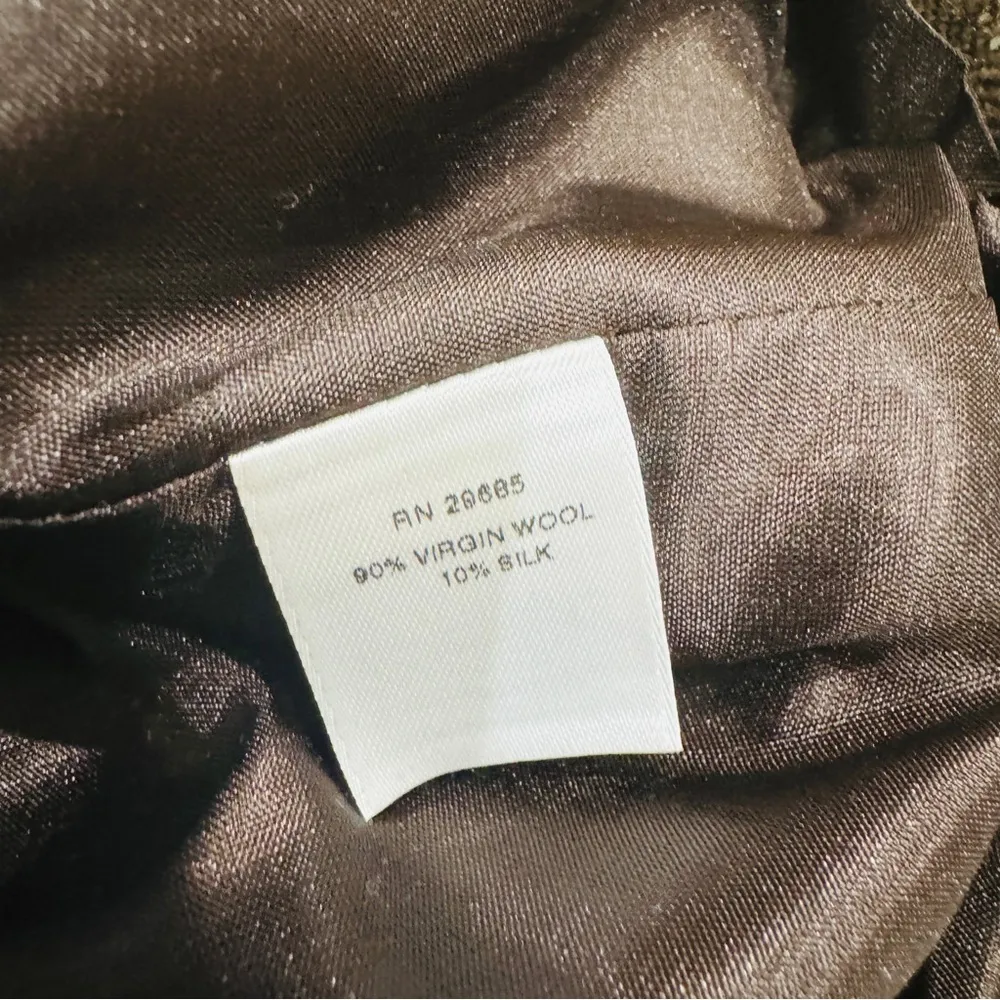 RN 29685
90% VIRGIN WOOL
10% SILK